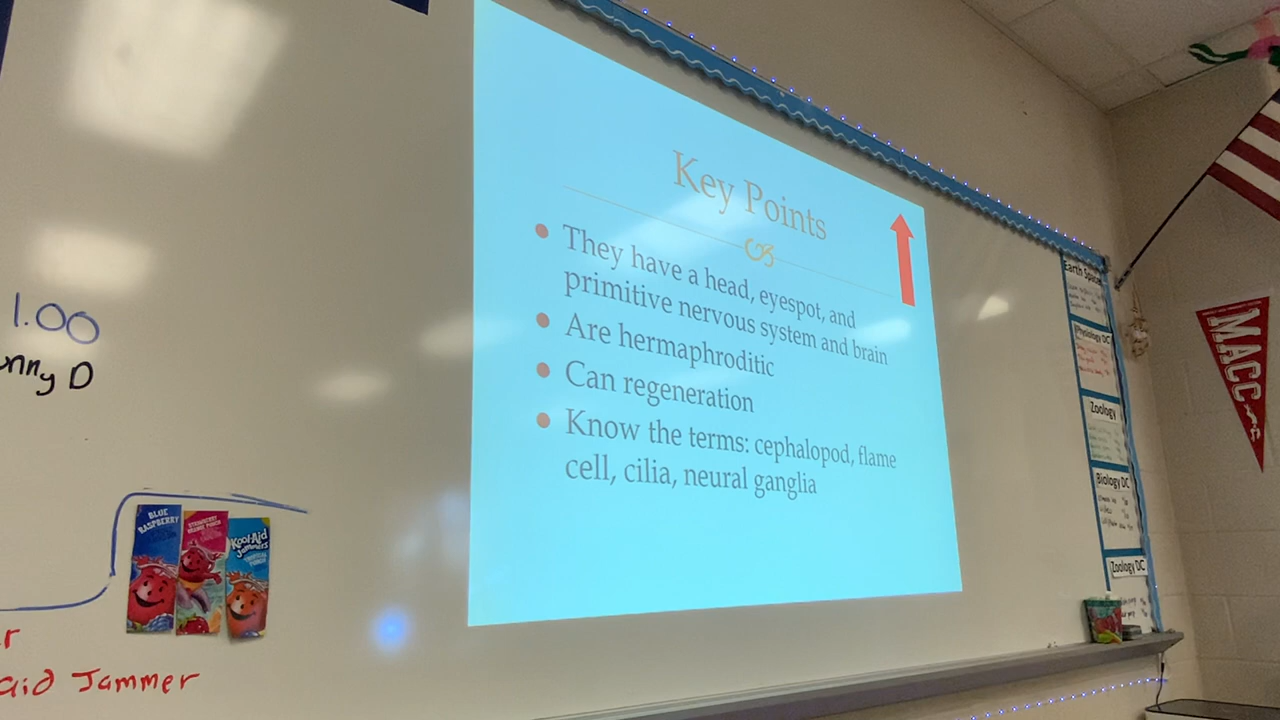 1.00
nny D
BLUE
RASPBERRY
Kool-Aid
Jammers
r
aid Jammer
Key Points
They have a head, eyespot, and
primitive nervous system and brain
Are hermaphroditic
Can regeneration
Know the terms: cephalopod, flame
cell, cilia, neural ganglia
Earth Space
Physiology DC
Zoology
Biology DC
Zoology DC
MACC